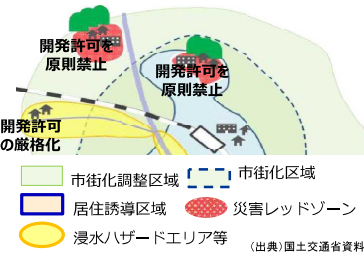 開発許可を
原則禁止
開発許可を
原則禁止
開発許可
の厳格化
市街化調整区域
市街化区域
居住誘導区域
災害レッドゾーン
浸水ハザードエリア等
(出典)国土交通省資料